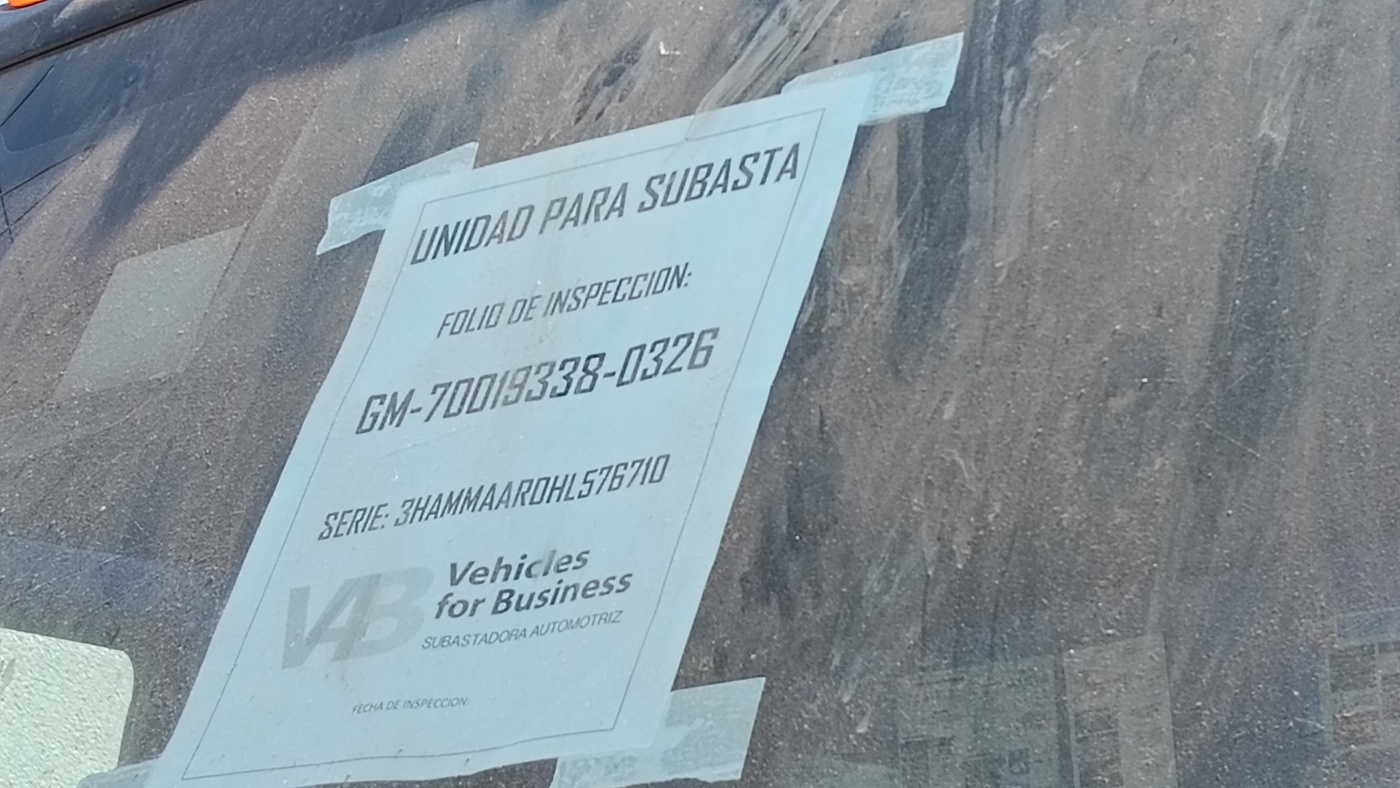 UNIDAD PARA SUBASTA
FOLIO DE INSPECCION:
GM-70019338-0326
SERIE: 3HAMMAAR0HL576710
V4B
Vehicles
for Business
SUBASTADORA AUTOMOTRIZ
FECHA DE INSPECCION: